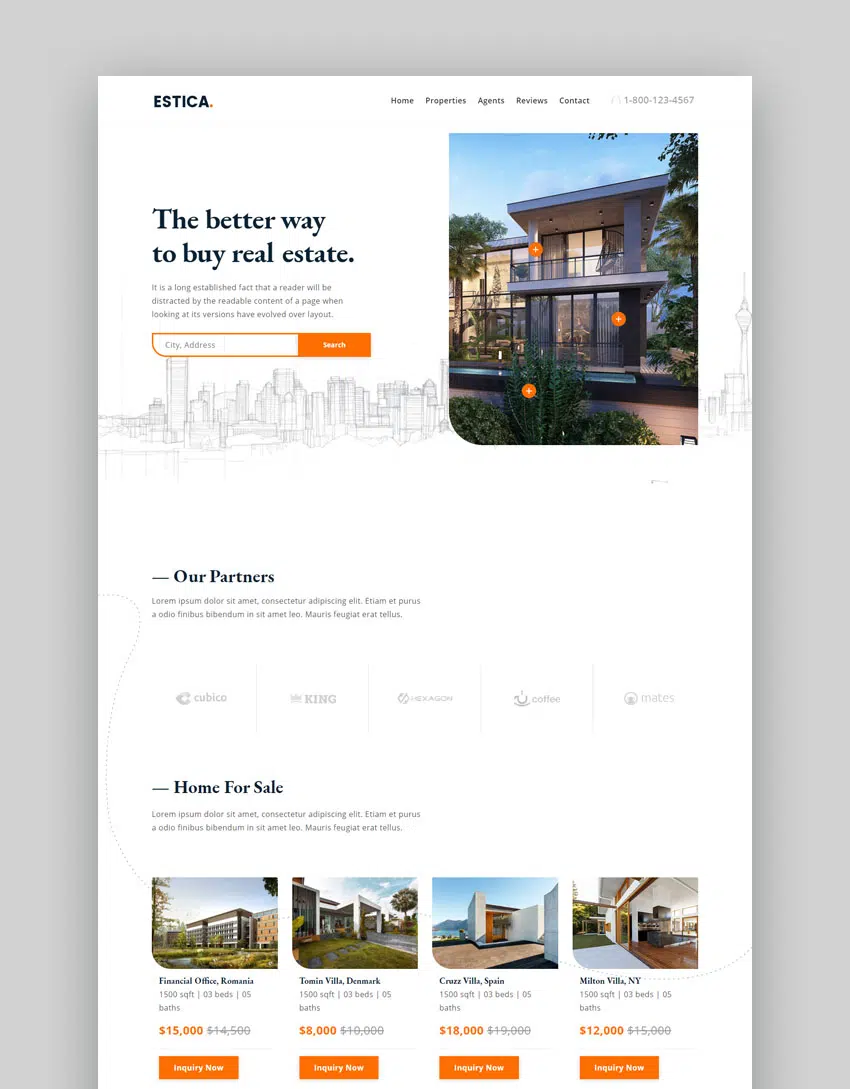 ESTICA.
Home Properties Agents Reviews Contact 1-800-123-4567
The better way
to buy real estate.
It is a long established fact that a reader will be
distracted by the readable content of a page when
looking at its versions have evolved over layout.
City, Address Search
— Our Partners
Lorem ipsum dolor sit amet, consectetur adipiscing elit. Etiam et purus
a odio finibus bibendum in sit amet leo. Mauris feugiat erat tellus.
cubico KING HEXAGON coffee mates
— Home For Sale
Lorem ipsum dolor sit amet, consectetur adipiscing elit. Etiam et purus
a odio finibus bibendum in sit amet leo. Mauris feugiat erat tellus.
Financial Office, Romania
1500 sqft | 03 beds | 05
baths
$15,000 $14,500
Inquiry Now
Tomin Villa, Denmark
1500 sqft | 03 beds | 05
baths
$8,000 $10,000
Inquiry Now
Cruzz Villa, Spain
1500 sqft | 03 beds | 05
baths
$18,000 $19,000
Inquiry Now
Milton Villa, NY
1500 sqft | 03 beds | 05
baths
$12,000 $15,000
Inquiry Now